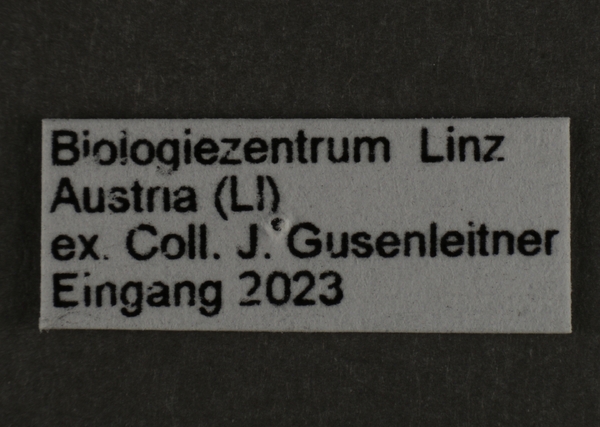 Biologiezentrum Linz
Austria (LI)
ex. Coll. J. Gusenleitner
Eingang 2023